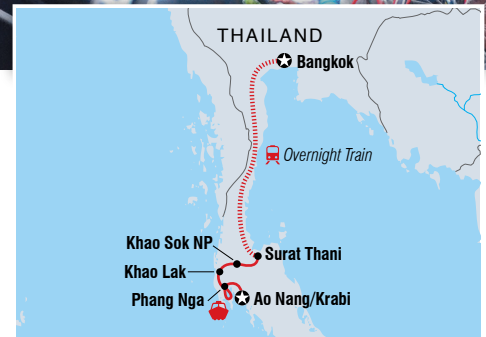 THAILAND
Bangkok
Overnight Train
Khao Sok NP
Surat Thani
Khao Lak
Phang Nga
Ao Nang/Krabi